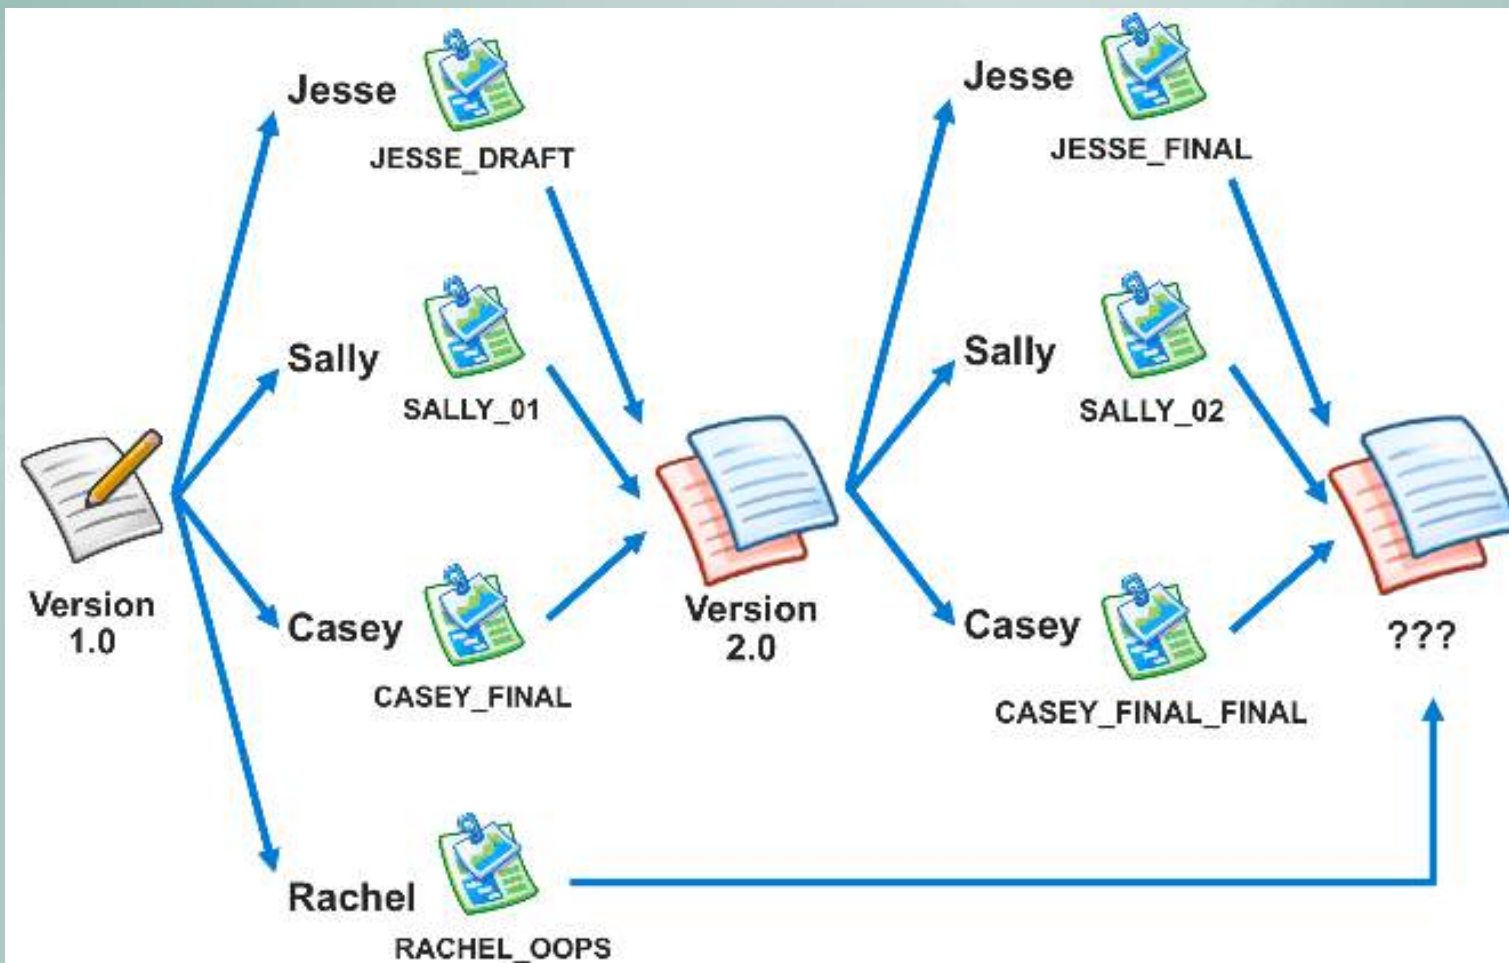 Jesse
JESSE_DRAFT
Sally
SALLY_01
Version
1.0
Casey
CASEY_FINAL
Rachel
RACHEL_OOPS
Version
2.0
Jesse
JESSE_FINAL
Sally
SALLY_02
Casey
CASEY_FINAL_FINAL
???